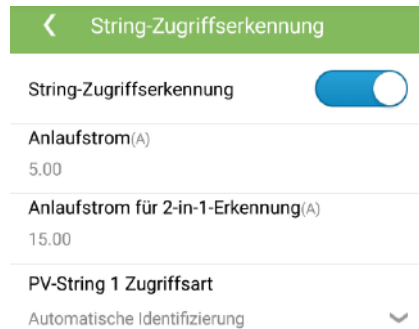 String-Zugriffserkennung
String-Zugriffserkennung
Anlaufstrom(A)
5.00
Anlaufstrom für 2-in-1-Erkennung(A)
15.00
PV-String 1 Zugriffsart
Automatische Identifizierung